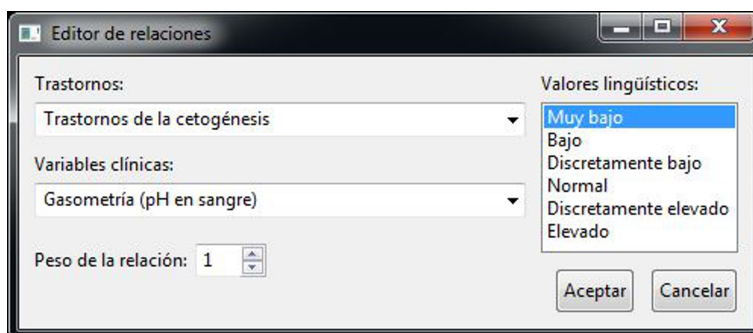 Editor de relaciones
Trastornos:
Trastornos de la cetogénesis
Variables clínicas:
Gasometría (pH en sangre)
Peso de la relación: 1
Valores lingüísticos:
Muy bajo
Bajo
Discretamente bajo
Normal
Discretamente elevado
Elevado
Aceptar Cancelar